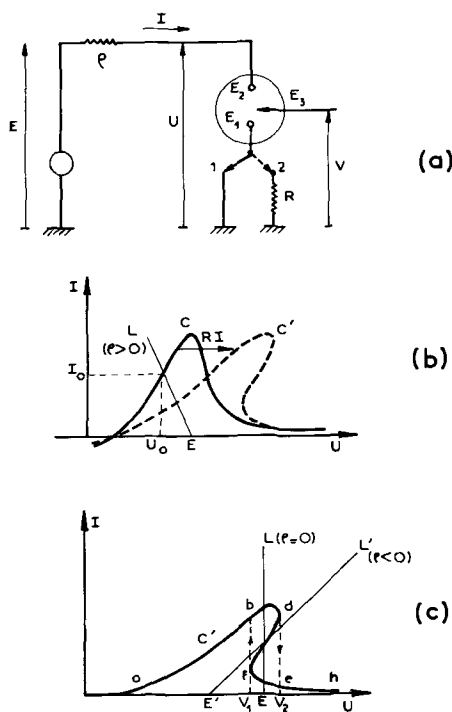 I
ρ
E₂
E₃
E
U
E₁
V
1
2
R
(a)
I
L
(ρ>0)
C
RI
C'
I₀
U₀
E
U
(b)
I
L(ρ=0)
L'
(ρ<0)
b
d
C'
a
f
e
h
E'
V₁
E
V₂
U
(c)